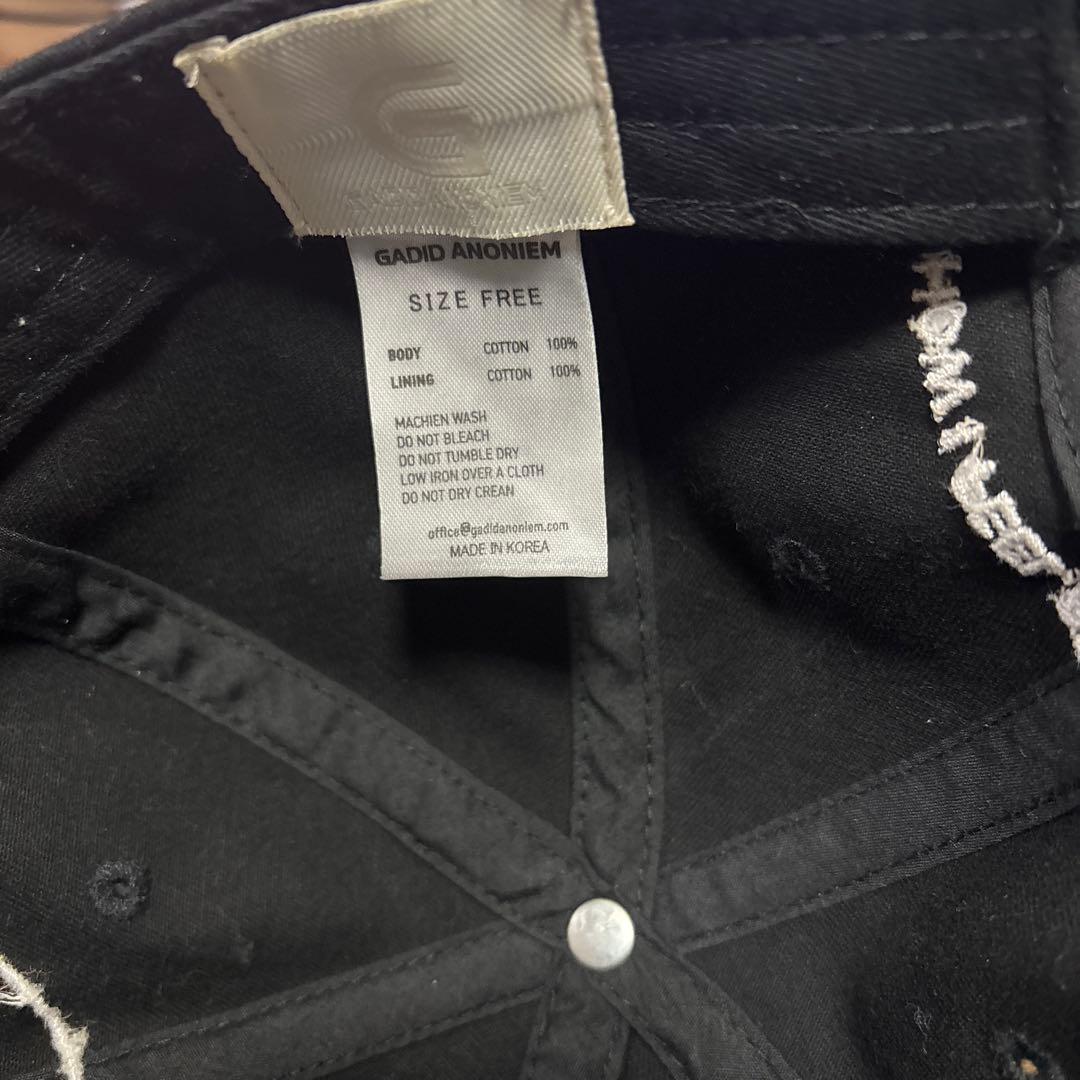 GADID ANONIEM
SIZE FREE
BODY COTTON 100%
LINING COTTON 100%
MACHIEN WASH
DO NOT BLEACH
DO NOT TUMBLE DRY
LOW IRON OVER A CLOTH
DO NOT DRY CREAN
office@gadidanoniem.com
MADE IN KOREA